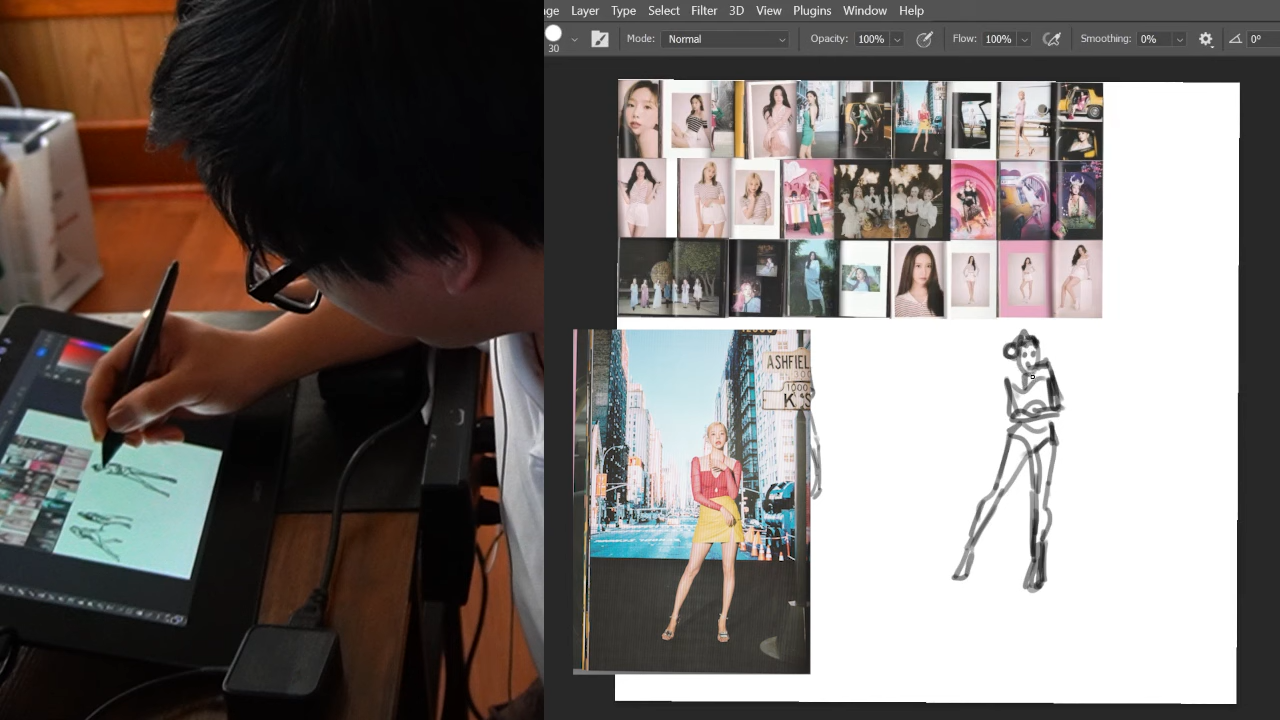 ge Layer Type Select Filter 3D View Plugins Window Help
30 Mode: Normal Opacity: 100% Flow: 100% Smoothing: 0% 0°
ASHFIEL
1000